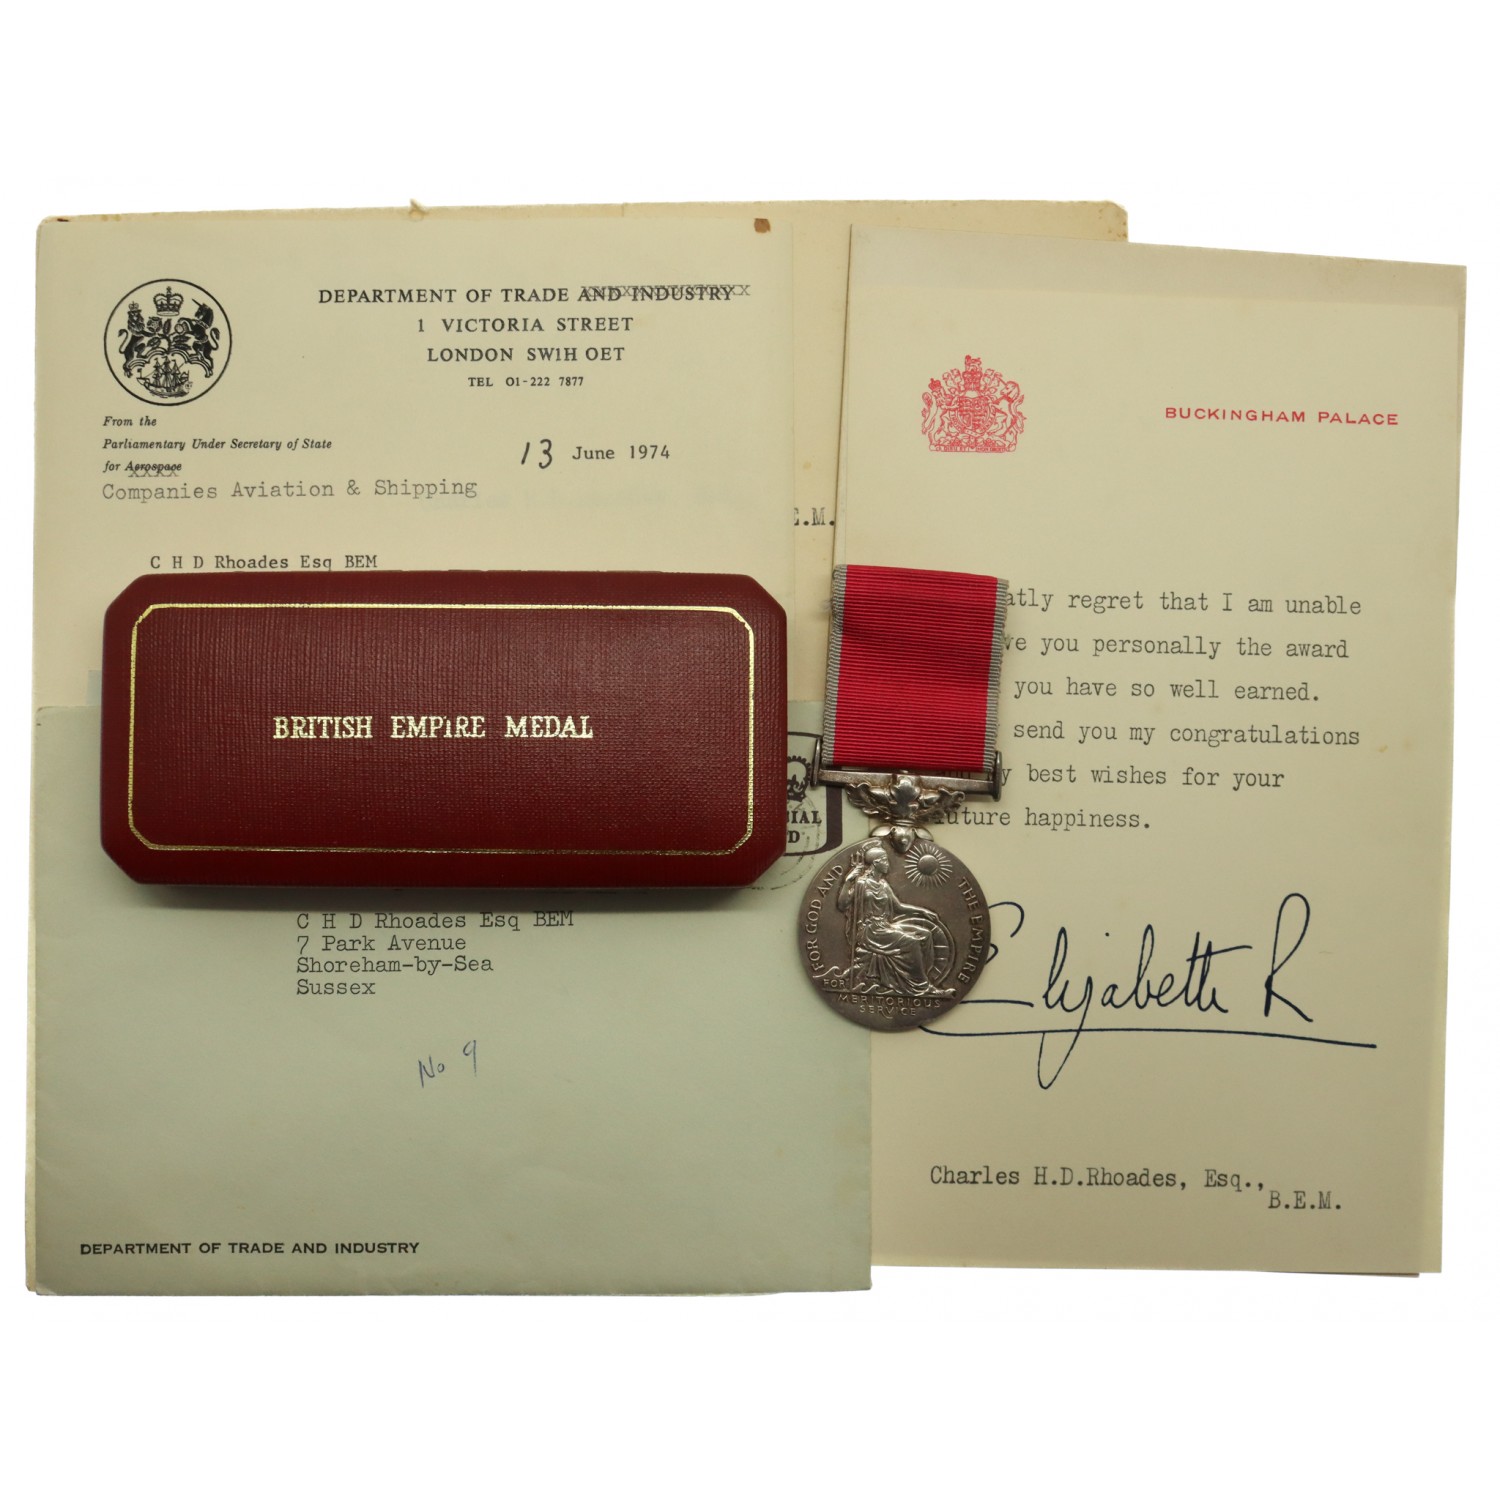 DEPARTMENT OF TRADE AND INDUSTRY
1 VICTORIA STREET
LONDON SW1H OET
TEL 01-222 7877
From the
Parliamentary Under Secretary of State
for Aerospace
Companies Aviation & Shipping
13 June 1974
C H D Rhoades Esq BEM
E.M.
BRITISH EMPIRE MEDAL
C H D Rhoades Esq BEM
7 Park Avenue
Shoreham-by-Sea
Sussex
No 9
DEPARTMENT OF TRADE AND INDUSTRY
BUCKINGHAM PALACE
atly regret that I am unable
ve you personally the award
you have so well earned.
send you my congratulations
y best wishes for your
future happiness.
Elizabeth R
Charles H.D.Rhoades, Esq.,
B.E.M.
FOR GOD AND THE EMPIRE
FOR
MERITORIOUS
SERVICE